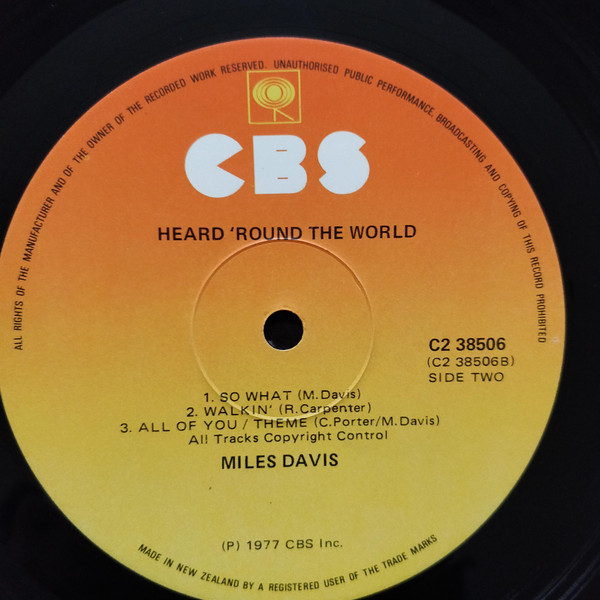 ALL RIGHTS OF THE MANUFACTURER AND OF THE OWNER OF THE RECORDED WORK RESERVED. UNAUTHORISED PUBLIC PERFORMANCE, BROADCASTING AND COPYING OF THIS RECORD PROHIBITED
CBS
HEARD 'ROUND THE WORLD
C2 38506
(C2 38506B)
SIDE TWO
1. SO WHAT (M.Davis)
2. WALKIN' (R.Carpenter)
3. ALL OF YOU / THEME (C.Porter/M.Davis)
All Tracks Copyright Control
MILES DAVIS
(P) 1977 CBS Inc.
MADE IN NEW ZEALAND BY A REGISTERED USER OF THE TRADE MARKS